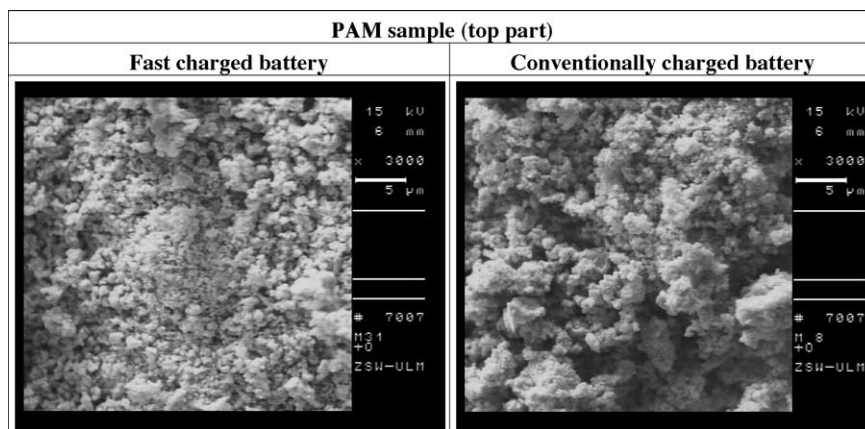 PAM sample (top part)
Fast charged battery
Conventionally charged battery
15 kV
6 mm
x 3000
5 µm
# 7007
M31
+0
ZSW-ULM
15 kV
6 mm
x 3000
5 µm
# 7007
M 8
+0
ZSW-ULM